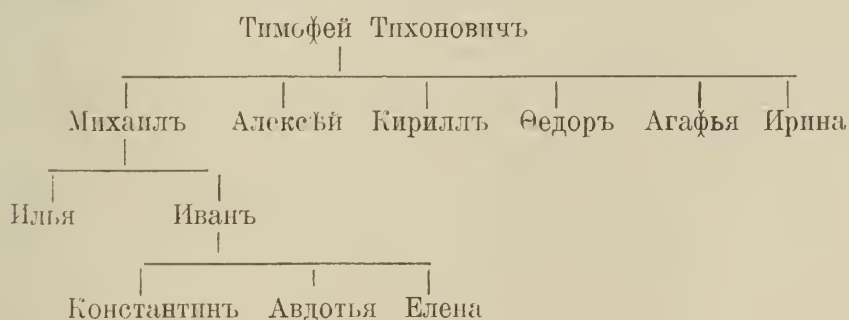 Тимофей Тихоновичъ
Михаилъ Алексѣй Кириллъ Ѳедоръ Агафья Ирина
Илья Иванъ
Константинъ Авдотья Елена